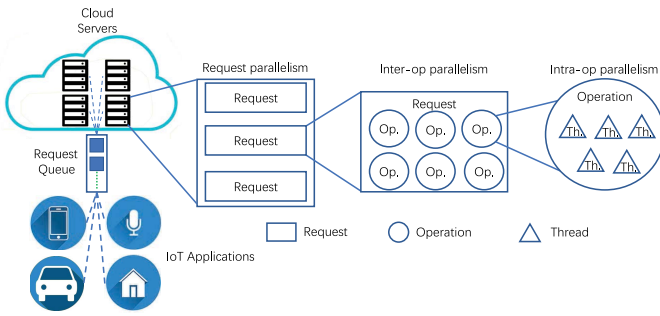 Cloud
Servers
Request parallelism
Inter-op parallelism
Intra-op parallelism
Request
Request
Request
Request
Op.
Op.
Op.
Op.
Op.
Op.
Operation
Th.
Th.
Th.
Th.
Th.
Request
Queue
IoT Applications
Request
Operation
Thread